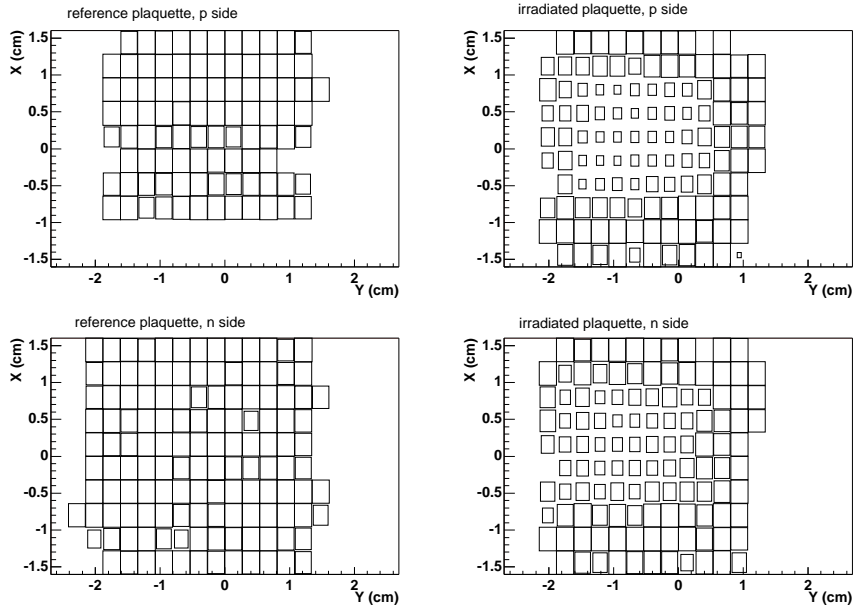 reference plaquette, p side
X (cm)
1.5
1
0.5
0
-0.5
-1
-1.5
-2 -1 0 1 2
Y (cm)
irradiated plaquette, p side
X (cm)
1.5
1
0.5
0
-0.5
-1
-1.5
-2 -1 0 1 2
Y (cm)
reference plaquette, n side
X (cm)
1.5
1
0.5
0
-0.5
-1
-1.5
-2 -1 0 1 2
Y (cm)
irradiated plaquette, n side
X (cm)
1.5
1
0.5
0
-0.5
-1
-1.5
-2 -1 0 1 2
Y (cm)